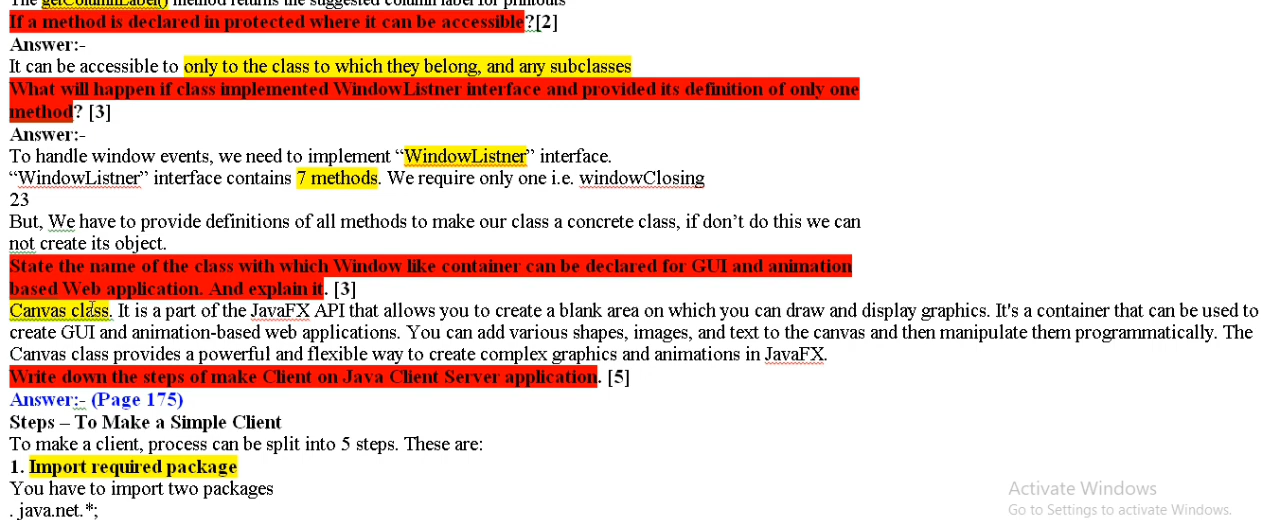 The getColumnLabel() method returns the suggested column label for printouts
If a method is declared in protected where it can be accessible?[2]
Answer:-
It can be accessible to only to the class to which they belong, and any subclasses
What will happen if class implemented WindowListner interface and provided its definition of only one
method? [3]
Answer:-
To handle window events, we need to implement “WindowListner” interface.
“WindowListner” interface contains 7 methods. We require only one i.e. windowClosing
23
But, We have to provide definitions of all methods to make our class a concrete class, if don’t do this we can
not create its object.
State the name of the class with which Window like container can be declared for GUI and animation
based Web application. And explain it. [3]
Canvas class. It is a part of the JavaFX API that allows you to create a blank area on which you can draw and display graphics. It's a container that can be used to
create GUI and animation-based web applications. You can add various shapes, images, and text to the canvas and then manipulate them programmatically. The
Canvas class provides a powerful and flexible way to create complex graphics and animations in JavaFX.
Write down the steps of make Client on Java Client Server application. [5]
Answer:- (Page 175)
Steps – To Make a Simple Client
To make a client, process can be split into 5 steps. These are:
1. Import required package
You have to import two packages
. java.net.*;
Activate Windows
Go to Settings to activate Windows.